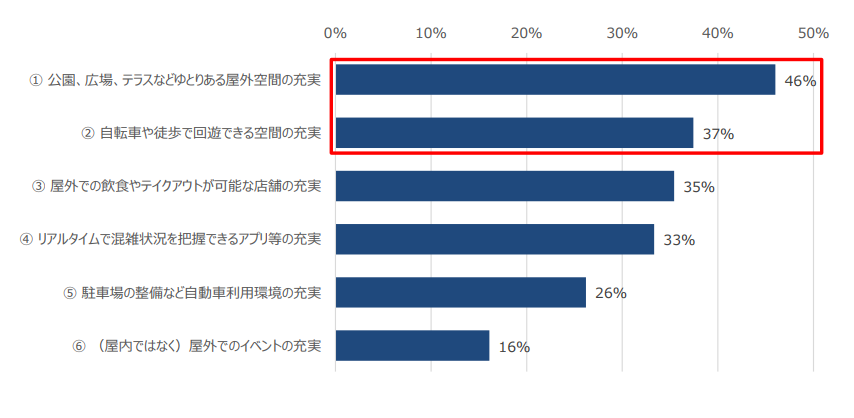 0% 10% 20% 30% 40% 50%
① 公園、広場、テラスなどゆとりある屋外空間の充実 46%
② 自転車や徒歩で回遊できる空間の充実 37%
③ 屋外での飲食やテイクアウトが可能な店舗の充実 35%
④ リアルタイムで混雑状況を把握できるアプリ等の充実 33%
⑤ 駐車場の整備など自動車利用環境の充実 26%
⑥ （屋内ではなく）屋外でのイベントの充実 16%